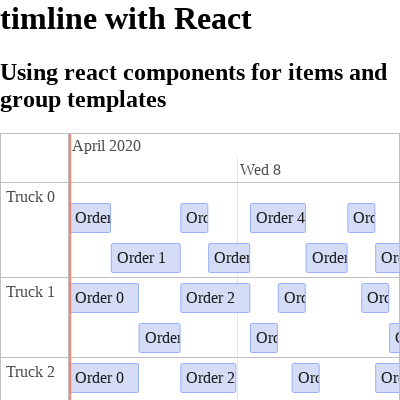 timline with React
Using react components for items and
group templates
April 2020
Wed 8
Truck 0
Order Orc Order 4 Orc
Order 1 Order Order Or
Truck 1
Order 0 Order 2 Orc Orc
Order Orc
Truck 2
Order 0 Order 2 Orc Or